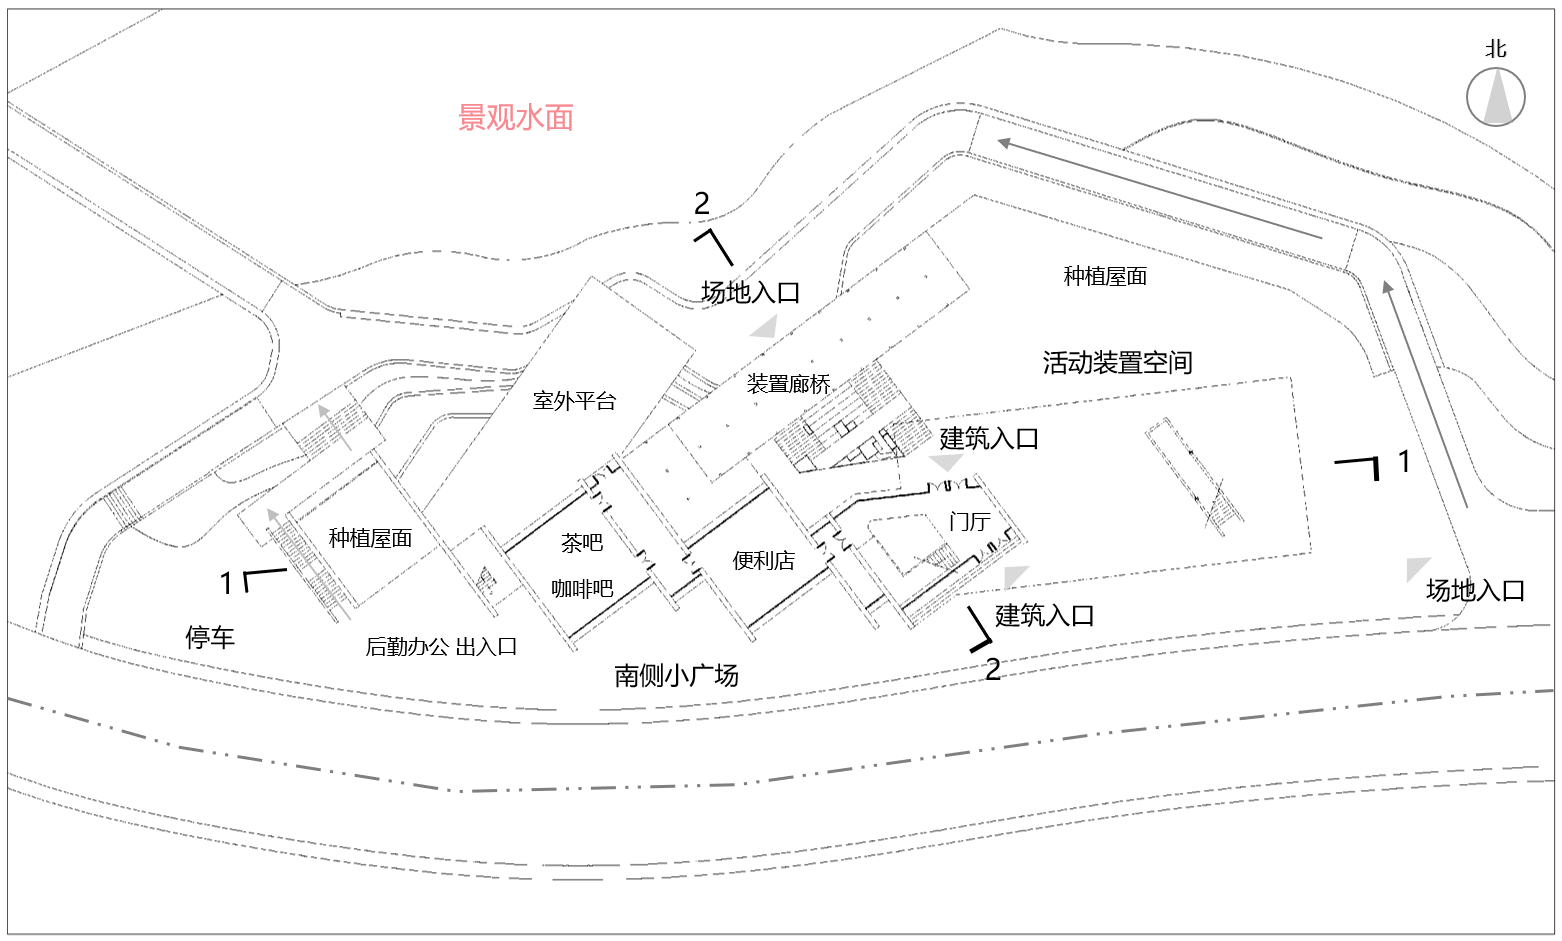 北
景观水面
2
场地入口
种植屋面
活动装置空间
装置廊桥
室外平台
建筑入口
1
门厅
种植屋面
茶吧
便利店
咖啡吧
1
场地入口
建筑入口
停车
后勤办公 出入口
2
南侧小广场